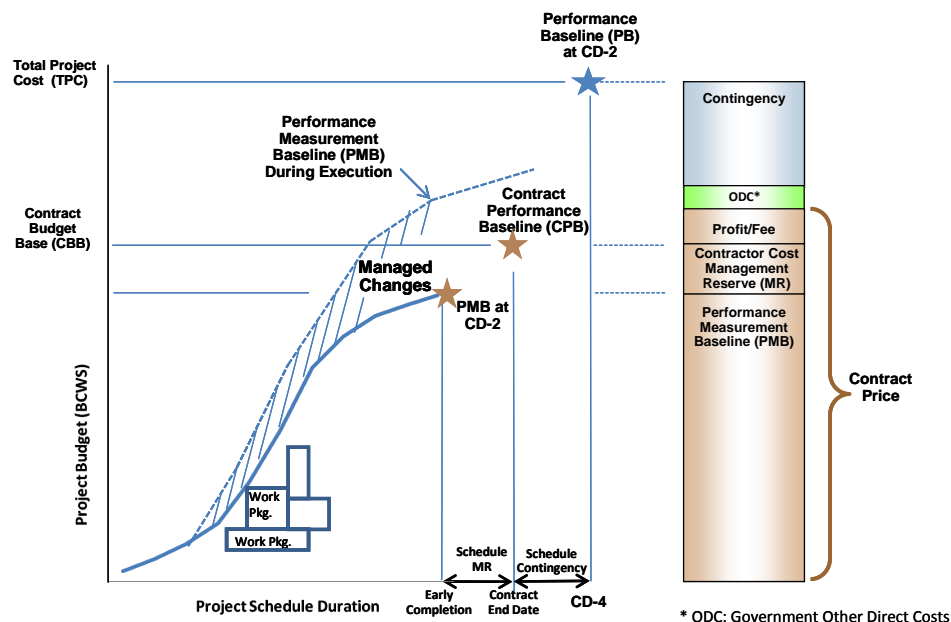 Performance
Baseline (PB)
at CD-2
Total Project
Cost (TPC)
Contingency
Performance
Measurement
Baseline (PMB)
During Execution
ODC*
Contract
Budget
Base (CBB)
Contract
Performance
Baseline (CPB)
Profit/Fee
Managed
Changes
Contractor Cost
Management
Reserve (MR)
PMB at
CD-2
Performance
Measurement
Baseline (PMB)
Contract
Price
Project Budget (BCWS)
Work
Pkg.
Work Pkg.
Schedule
MR
Schedule
Contingency
Project Schedule Duration
Early
Completion
Contract
End Date
CD-4
* ODC: Government Other Direct Costs